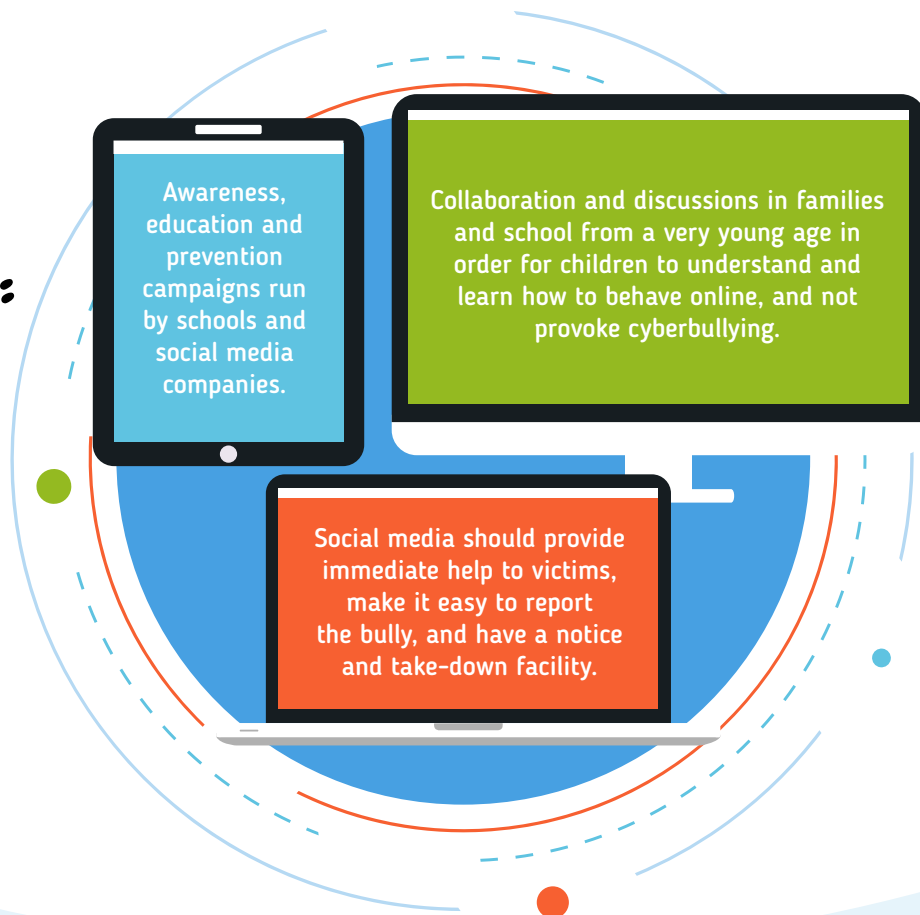 Awareness,
education and
prevention
campaigns run
by schools and
social media
companies.
Collaboration and discussions in families
and school from a very young age in
order for children to understand and
learn how to behave online, and not
provoke cyberbullying.
Social media should provide
immediate help to victims,
make it easy to report
the bully, and have a notice
and take-down facility.